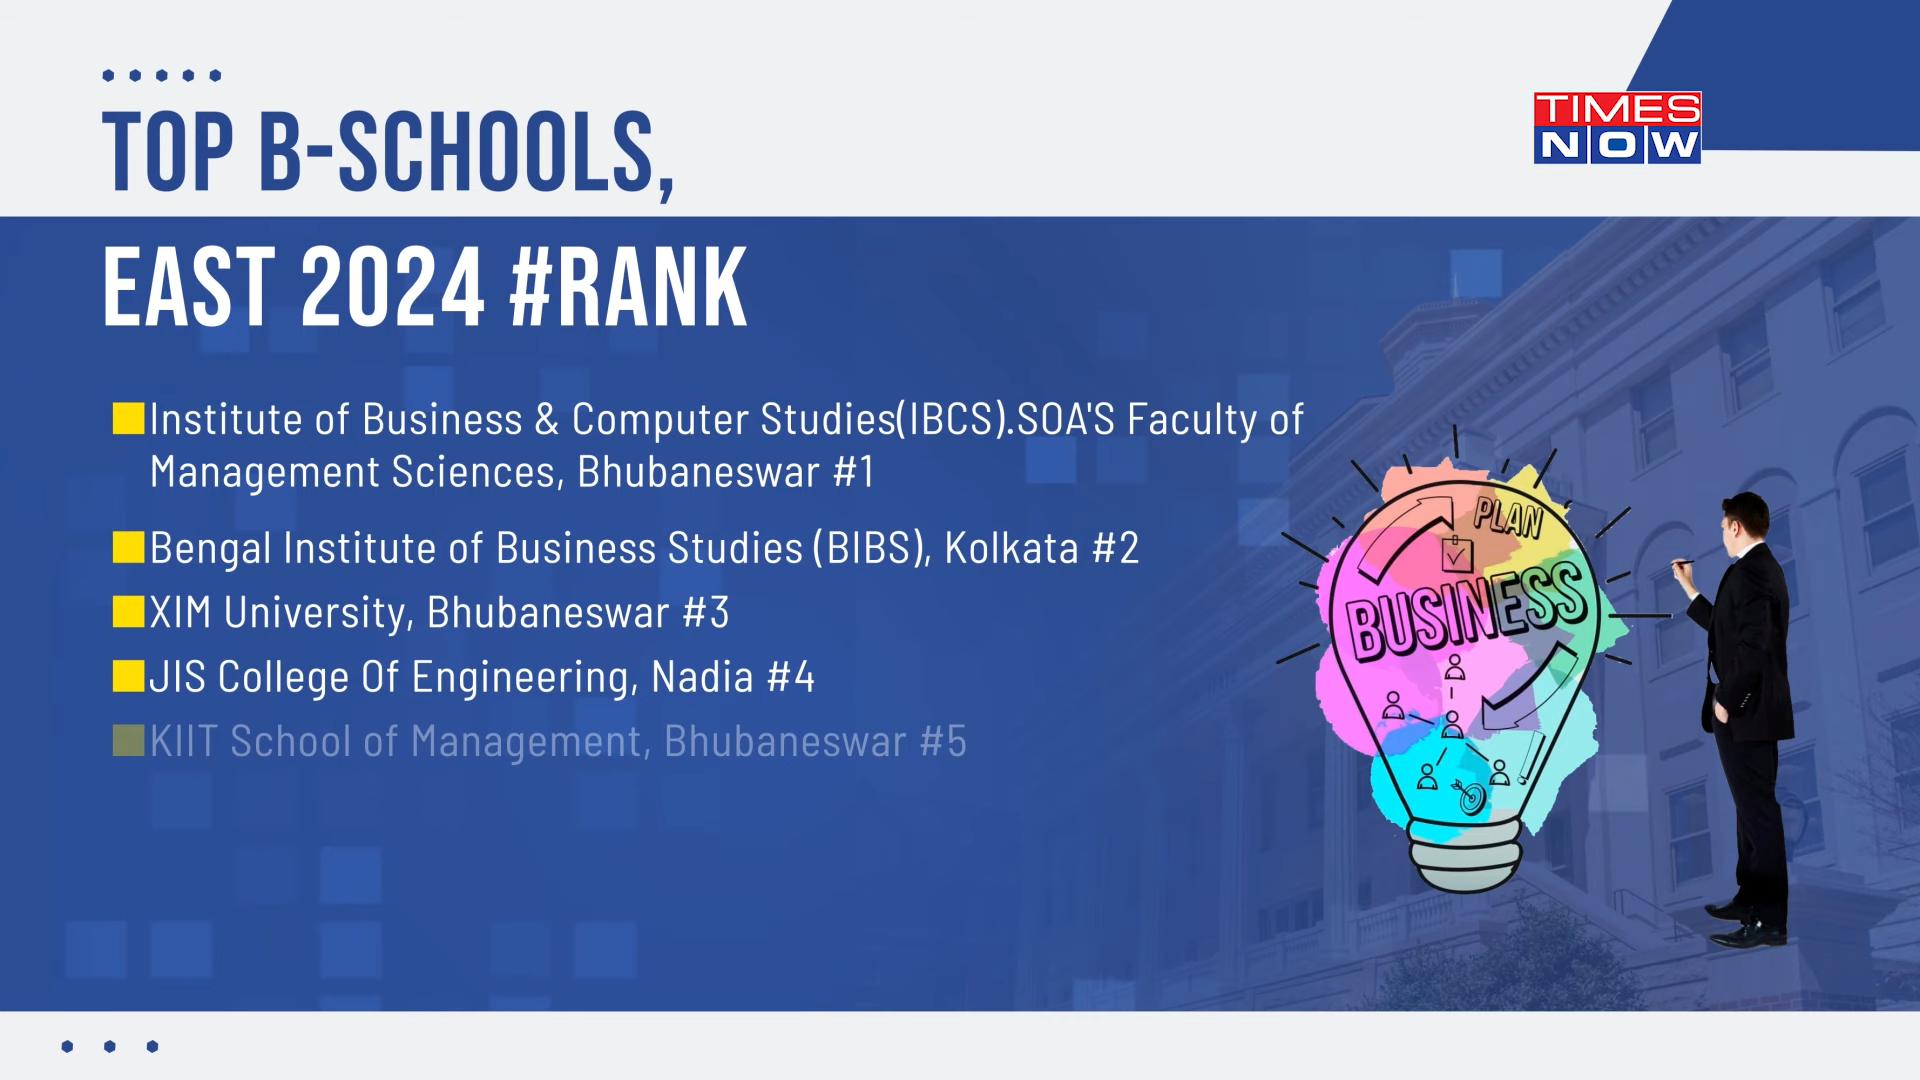 TOP B-SCHOOLS,
TIMES
NOW
EAST 2024 #RANK
Institute of Business & Computer Studies(IBCS).SOA'S Faculty of
Management Sciences, Bhubaneswar #1
Bengal Institute of Business Studies (BIBS), Kolkata #2
XIM University, Bhubaneswar #3
JIS College Of Engineering, Nadia #4
KIIT School of Management, Bhubaneswar #5
PLAN
BUSINESS